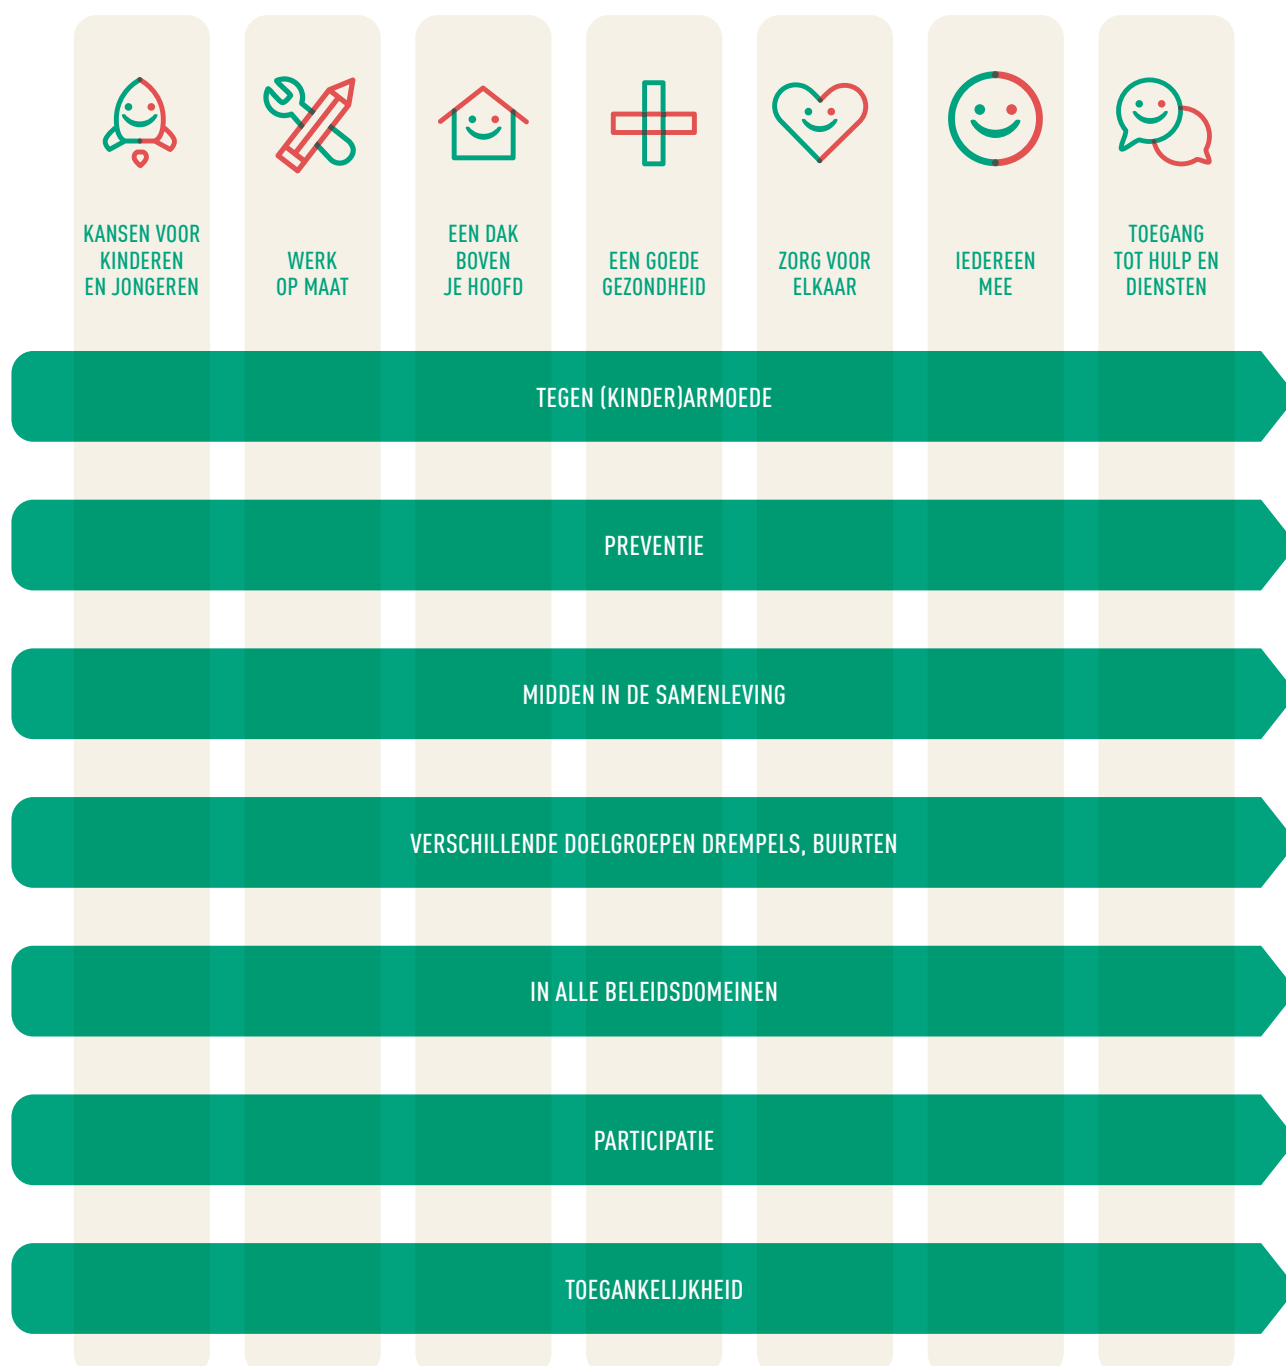 KANSEN VOOR
KINDEREN
EN JONGEREN
WERK
OP MAAT
EEN DAK
BOVEN
JE HOOFD
EEN GOEDE
GEZONDHEID
ZORG VOOR
ELKAAR
IEDEREEN
MEE
TOEGANG
TOT HULP EN
DIENSTEN
TEGEN (KINDER)ARMOEDE
PREVENTIE
MIDDEN IN DE SAMENLEVING
VERSCHILLENDE DOELGROEPEN DREMPELS, BUURTEN
IN ALLE BELEIDSDOMEINEN
PARTICIPATIE
TOEGANKELIJKHEID